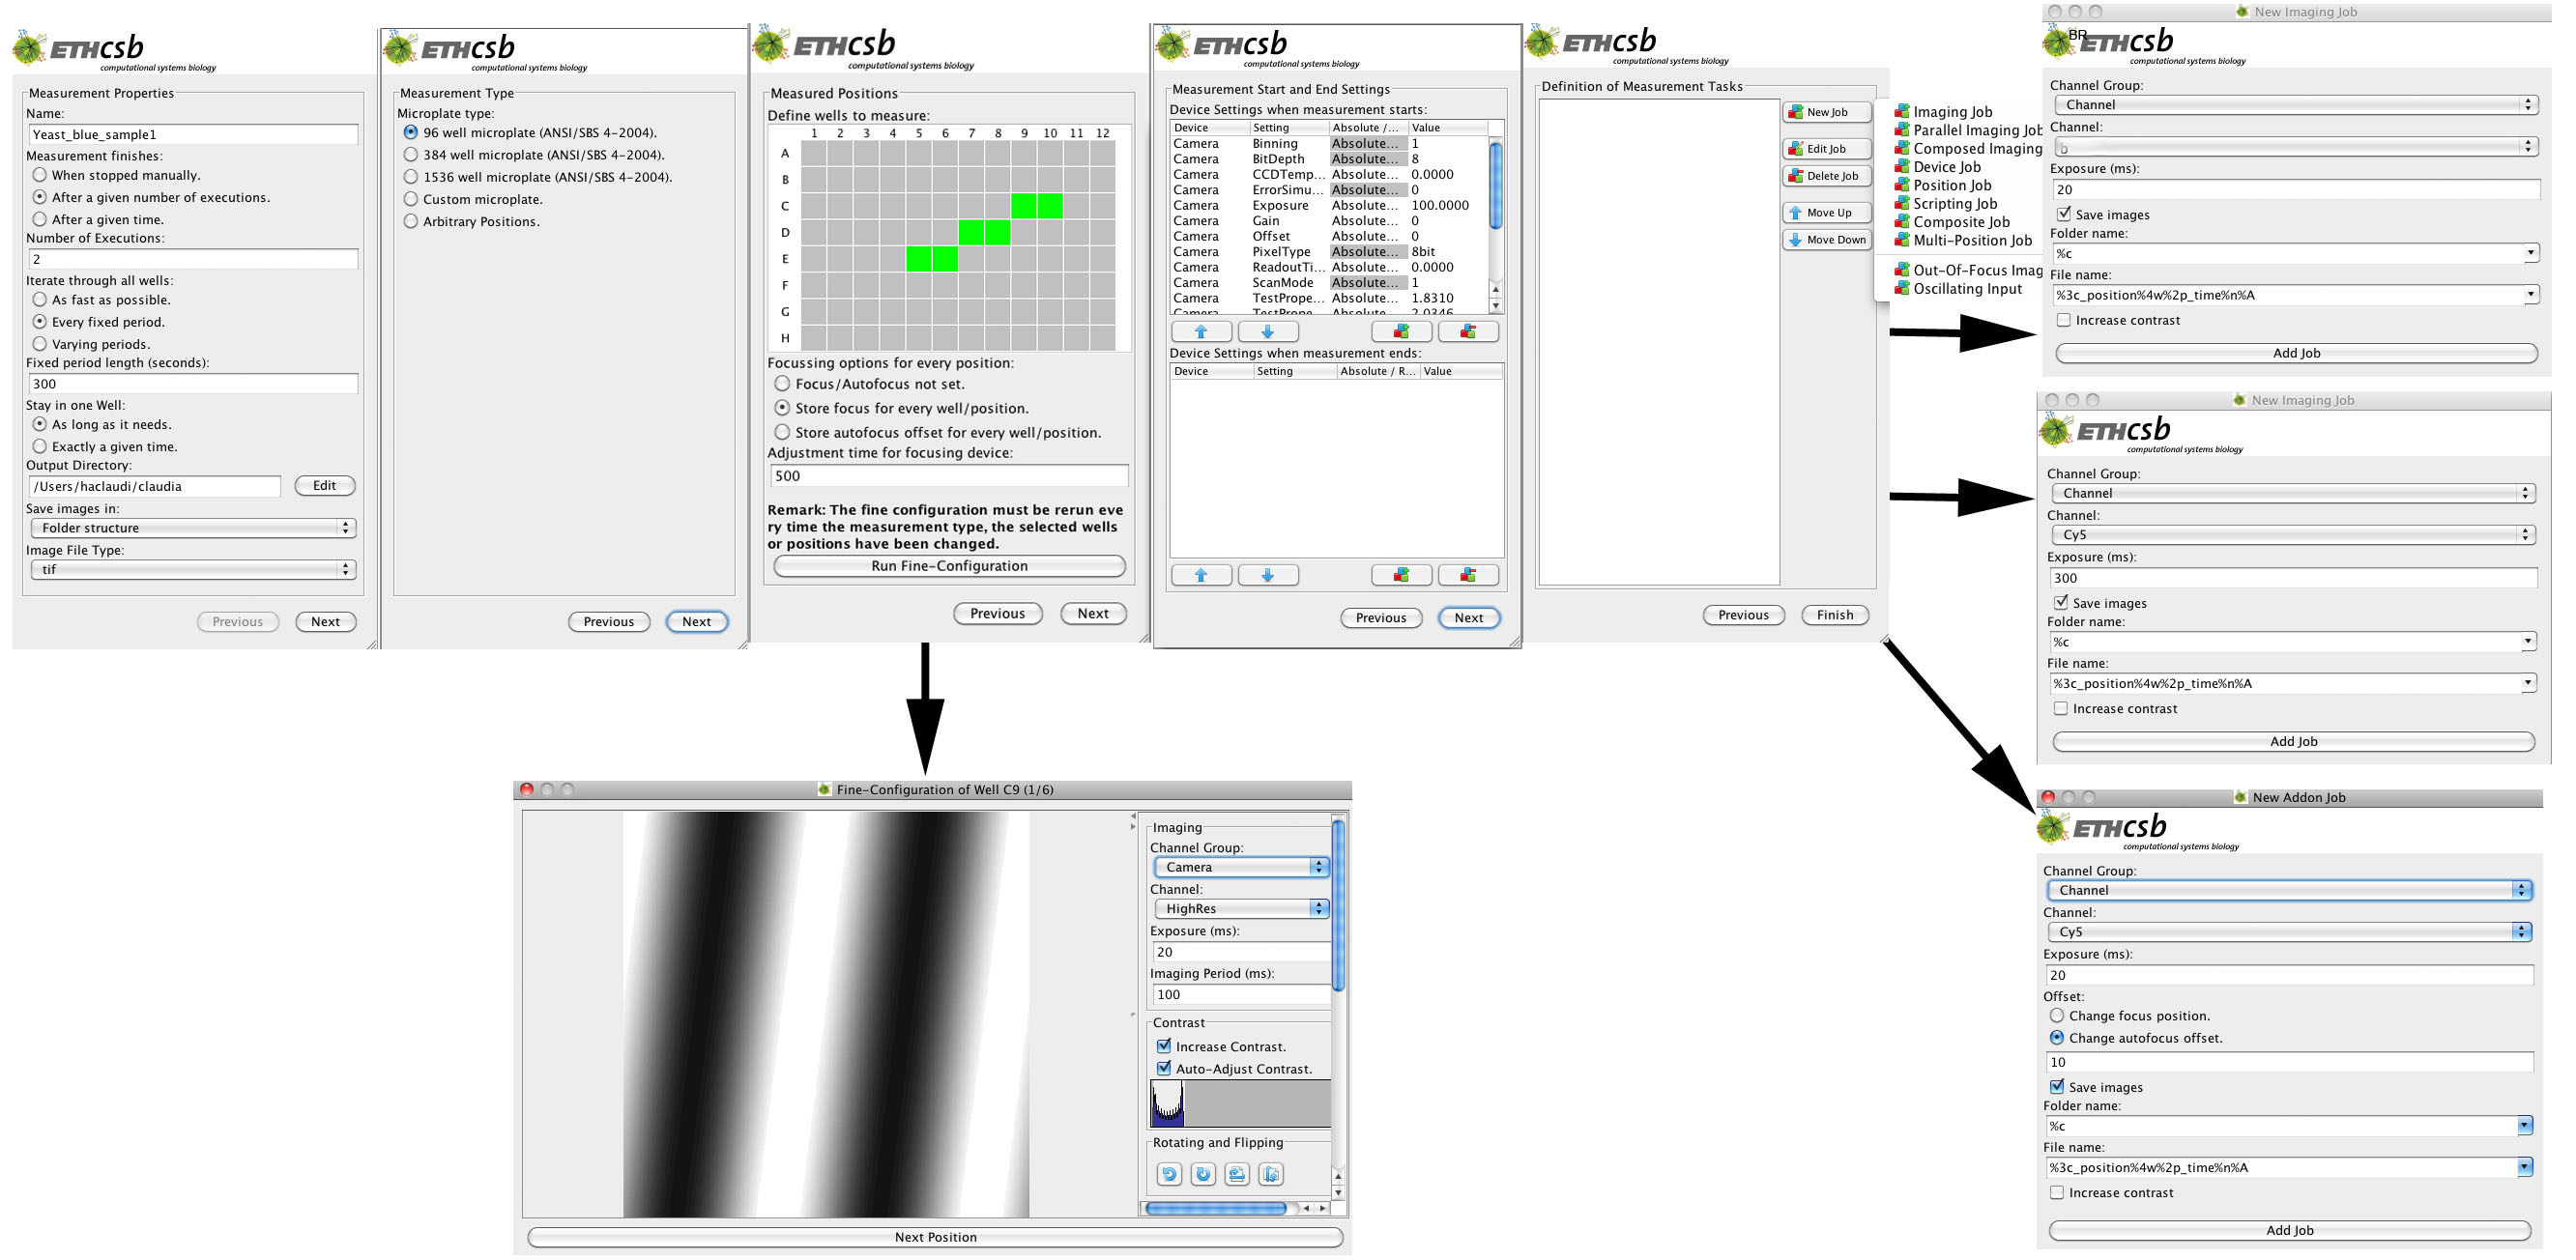 ETHcsb
computational systems biology
Measurement Properties
Name:
Yeast_blue_sample1
Measurement finishes:
When stopped manually.
After a given number of executions.
After a given time.
Number of Executions:
2
Iterate through all wells:
As fast as possible.
Every fixed period.
Varying periods.
Fixed period length (seconds):
300
Stay in one Well:
As long as it needs.
Exactly a given time.
Output Directory:
/Users/haclaudi/claudia Edit
Save images in:
Folder structure
Image File Type:
tif
Previous Next
ETHcsb
computational systems biology
Measurement Type
Microplate type:
96 well microplate (ANSI/SBS 4-2004).
384 well microplate (ANSI/SBS 4-2004).
1536 well microplate (ANSI/SBS 4-2004).
Custom microplate.
Arbitrary Positions.
Previous Next
ETHcsb
computational systems biology
Measured Positions
Define wells to measure:
1 2 3 4 5 6 7 8 9 10 11 12
A
B
C
D
E
F
G
H
Focussing options for every position:
Focus/Autofocus not set.
Store focus for every well/position.
Store autofocus offset for every well/position.
Adjustment time for focusing device:
500
Remark: The fine configuration must be rerun eve
ry time the measurement type, the selected wells
or positions have been changed.
Run Fine-Configuration
Previous Next
ETHcsb
computational systems biology
Measurement Start and End Settings
Device Settings when measurement starts:
Device Setting Absolute /... Value
Camera Binning Absolute... 1
Camera BitDepth Absolute... 8
Camera CCDTemp... Absolute... 0.0000
Camera ErrorSimu... Absolute... 0
Camera Exposure Absolute... 100.0000
Camera Gain Absolute... 0
Camera Offset Absolute... 0
Camera PixelType Absolute... 8bit
Camera ReadoutTi... Absolute... 0.0000
Camera ScanMode Absolute... 1
Camera TestPrope... Absolute... 1.8310
Camera TestPrope... Absolute... 2.0346
Device Settings when measurement ends:
Device Setting Absolute / R... Value
Previous Next
ETHcsb
computational systems biology
Definition of Measurement Tasks
New Job
Edit Job
Delete Job
Move Up
Move Down
Imaging Job
Parallel Imaging Job
Composed Imaging
Device Job
Position Job
Scripting Job
Composite Job
Multi-Position Job
Out-Of-Focus Imag
Oscillating Input
Previous Finish
New Imaging Job
BR
ETHcsb
computational systems biology
Channel Group:
Channel
Channel:
b
Exposure (ms):
20
Save images
Folder name:
%c
File name:
%3c_position%4w%2p_time%n%A
Increase contrast
Add Job
New Imaging Job
ETHcsb
computational systems biology
Channel Group:
Channel
Channel:
Cy5
Exposure (ms):
300
Save images
Folder name:
%c
File name:
%3c_position%4w%2p_time%n%A
Increase contrast
Add Job
Fine-Configuration of Well C9 (1/6)
Imaging
Channel Group:
Camera
Channel:
HighRes
Exposure (ms):
20
Imaging Period (ms):
100
Contrast
Increase Contrast.
Auto-Adjust Contrast.
Rotating and Flipping
Next Position
New Addon Job
ETHcsb
computational systems biology
Channel Group:
Channel
Channel:
Cy5
Exposure (ms):
20
Offset:
Change focus position.
Change autofocus offset.
10
Save images
Folder name:
%c
File name:
%3c_position%4w%2p_time%n%A
Increase contrast
Add Job